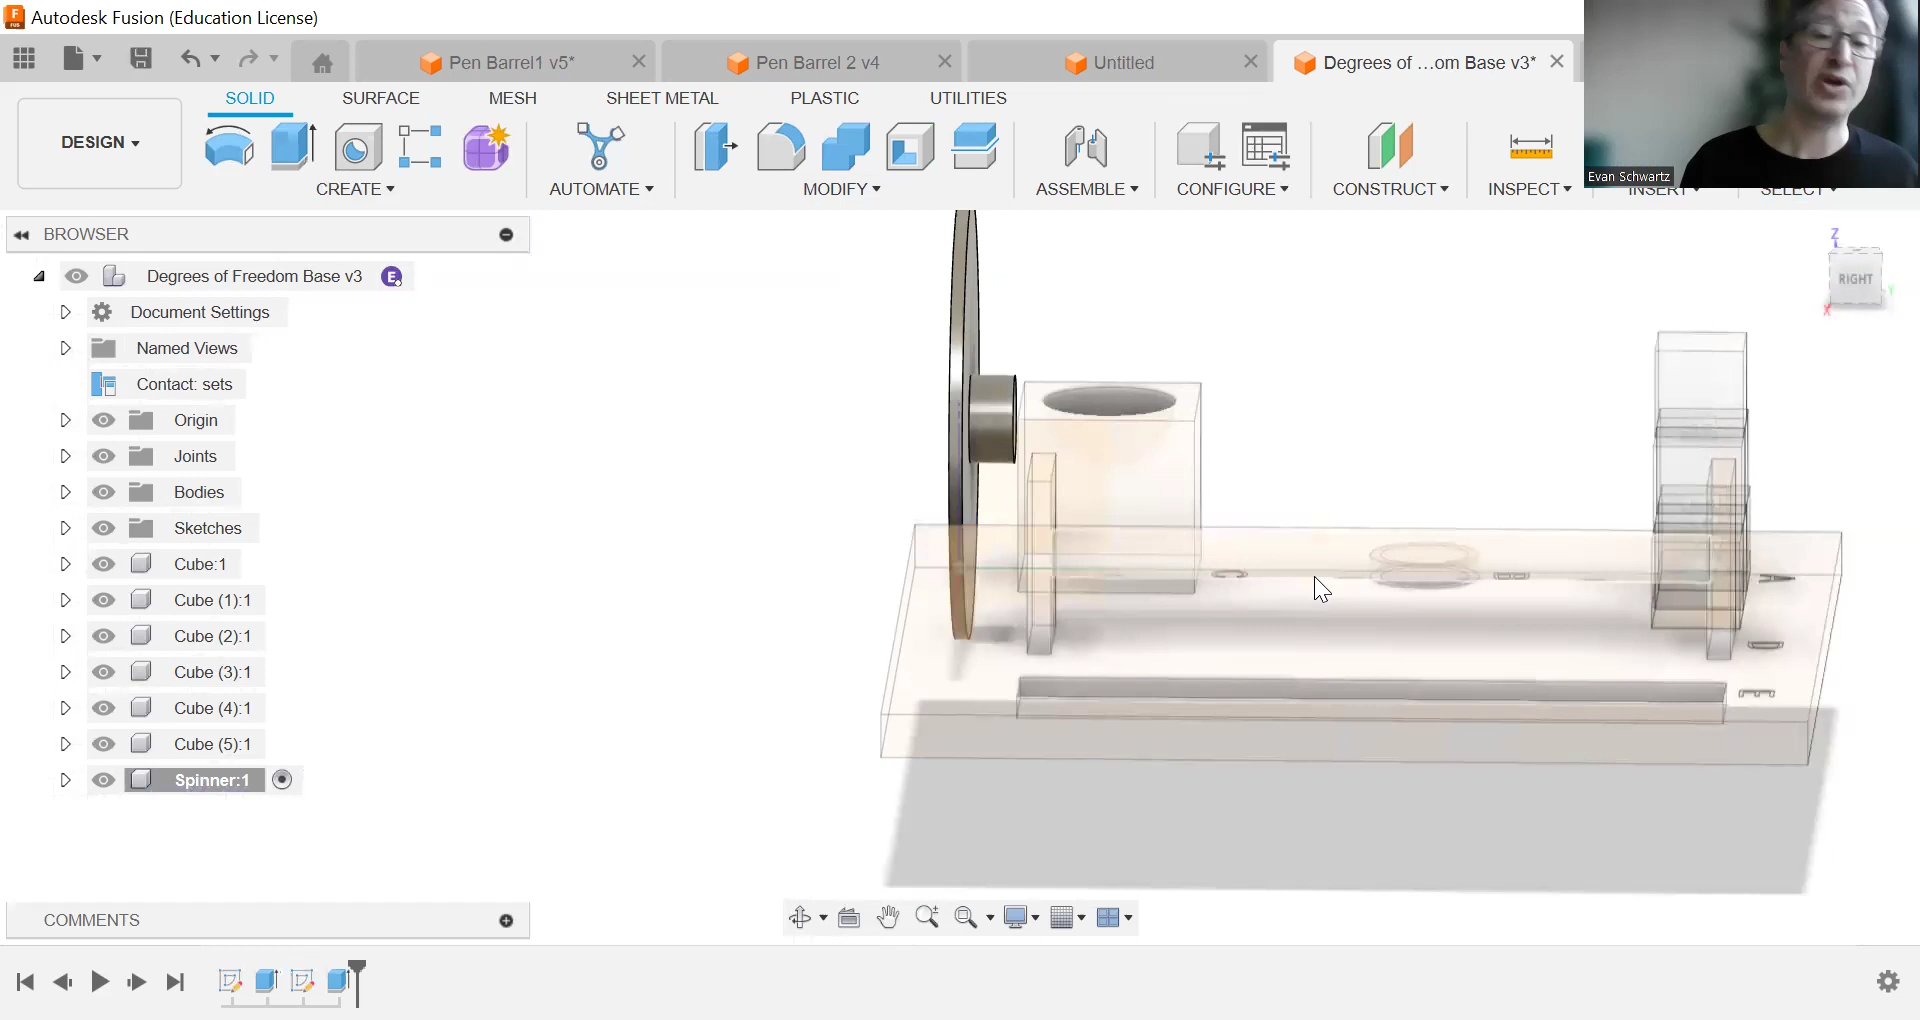 Autodesk Fusion (Education License)
Pen Barrel1 v5*
Pen Barrel 2 v4
Untitled
Degrees of ...om Base v3*
SOLID
SURFACE
MESH
SHEET METAL
PLASTIC
UTILITIES
DESIGN
CREATE
AUTOMATE
MODIFY
ASSEMBLE
CONFIGURE
CONSTRUCT
INSPECT
INSERT
SELECT
Evan Schwartz
BROWSER
Degrees of Freedom Base v3
E
Document Settings
Named Views
Contact: sets
Origin
Joints
Bodies
Sketches
Cube:1
Cube (1):1
Cube (2):1
Cube (3):1
Cube (4):1
Cube (5):1
Spinner:1
Z
RIGHT
X
Y
C
B
A
D
E
COMMENTS